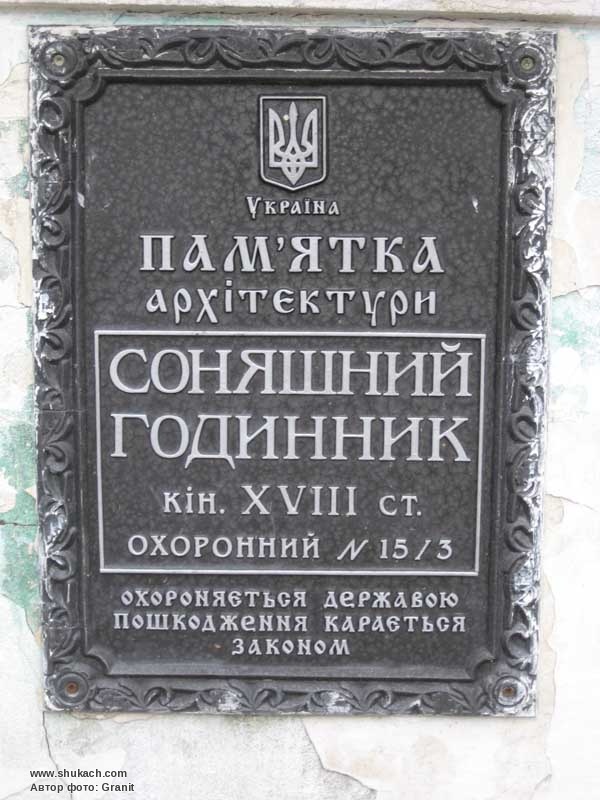 Україна
ПАМ'ЯТКА
АРХІТЕКТУРИ
СОНЯШНИЙ
ГОДИННИК
КІН. XVIII СТ.
ОХОРОННИЙ N 15/3
ОХОРОНЯЄТЬСЯ ДЕРЖАВОЮ
ПОШКОДЖЕННЯ КАРАЄТЬСЯ
ЗАКОНОМ
www.shukach.com
Автор фото: Granit